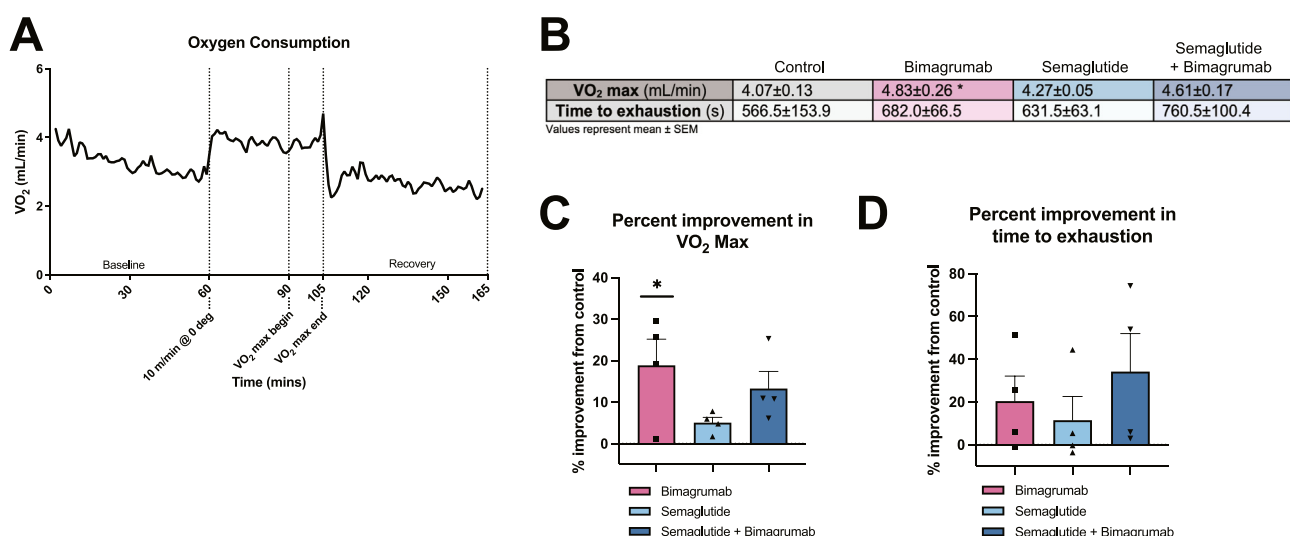 A
Oxygen Consumption
VO2 (mL/min)
6
4
2
0
Baseline
Recovery
0
30
60
90
105
120
150
165
10 m/min @ 0 deg
VO2 max begin
VO2 max end
Time (mins)
B
Control
Bimagrumab
Semaglutide
Semaglutide
+ Bimagrumab
VO2 max (mL/min) 4.07±0.13 4.83±0.26 * 4.27±0.05 4.61±0.17
Time to exhaustion (s) 566.5±153.9 682.0±66.5 631.5±63.1 760.5±100.4
Values represent mean ± SEM
C
Percent improvement in
VO2 Max
% improvement from control
40
30
20
10
0
*
Bimagrumab
Semaglutide
Semaglutide + Bimagrumab
D
Percent improvement in
time to exhaustion
% improvement from control
80
60
40
20
0
Bimagrumab
Semaglutide
Semaglutide + Bimagrumab